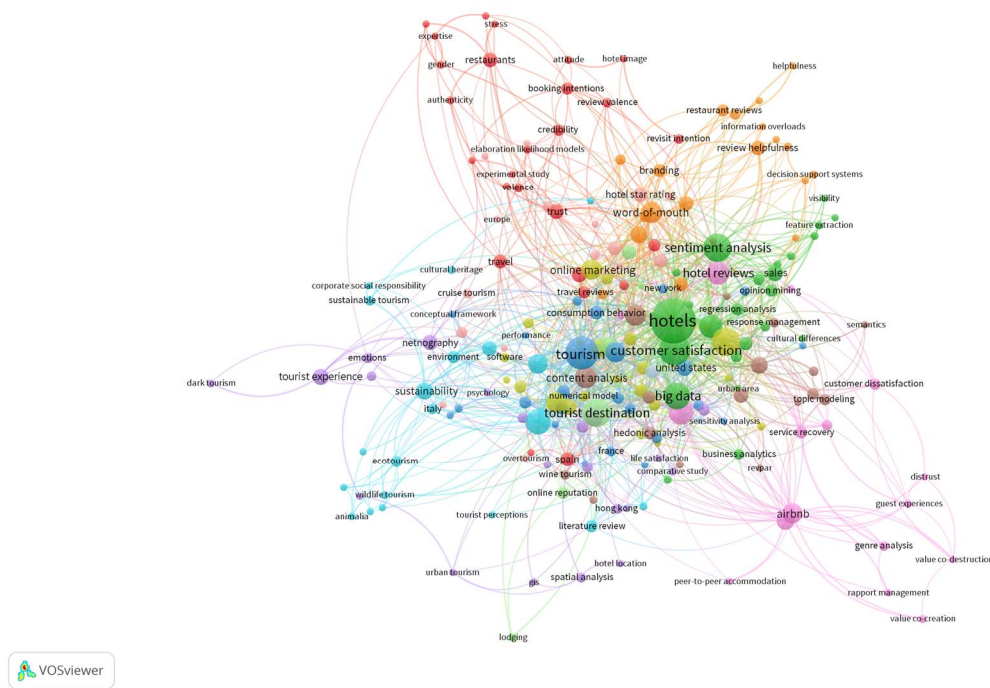 stress
expertise
restaurants
attitude
hotel image
gender
helpfulness
booking intentions
authenticity
review valence
restaurant reviews
credibility
information overloads
revisit intention
elaboration likelihood models
review helpfulness
experimental study
branding
decision support systems
valence
hotel star rating
visibility
trust
word-of-mouth
europe
feature extraction
sentiment analysis
travel
cultural heritage
online marketing
hotel reviews
sales
corporate social responsibility
sustainable tourism
cruise tourism
travel reviews
new york
opinion mining
conceptual framework
consumption behavior
regression analysis
hotels
response management
semantics
performance
netnography
cultural differences
emotions
environment
software
tourism
customer satisfaction
united states
dark tourism
tourist experience
content analysis
customer dissatisfaction
sustainability
psychology
numerical model
big data
urban area
topic modeling
italy
tourist destination
sensitivity analysis
hedonic analysis
service recovery
france
business analytics
overtourism
spain
life satisfaction
ecotourism
wine tourism
comparative study
revpar
distrust
wildlife tourism
online reputation
guest experiences
animalia
tourist perceptions
hong kong
airbnb
literature review
genre analysis
value co-destruction
hotel location
urban tourism
gis
spatial analysis
peer-to-peer accommodation
rapport management
value co-creation
lodging
VOSviewer